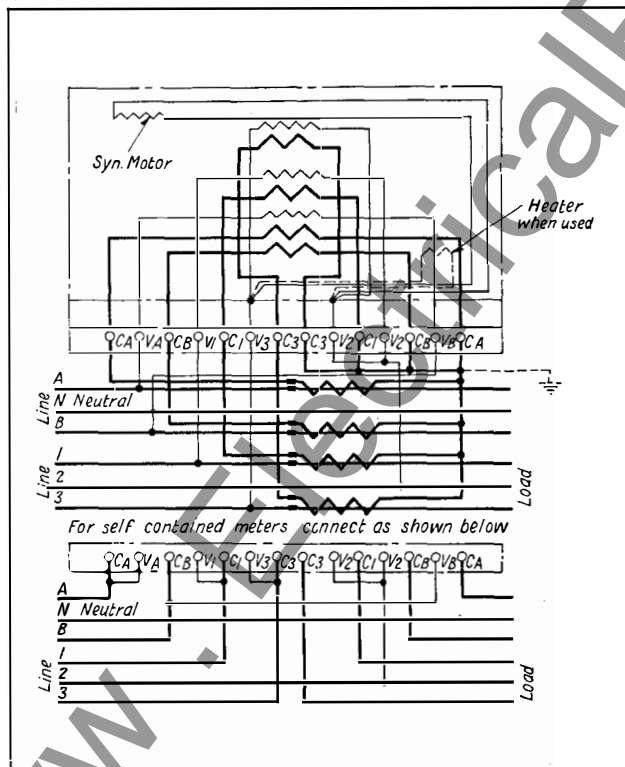 Syn. Motor
Heater
when used
CA VA CB V1 C1 V3 C3 C3 V2 C1 V2 CB VB CA
A
N Neutral
B
Line
1
2
3
Line
Load
For self contained meters connect as shown below
CA VA CB V1 C1 V3 C3 C3 V2 C1 V2 CB VB CA
A
N Neutral
B
1
2
3
Line
Load
www.Electrical